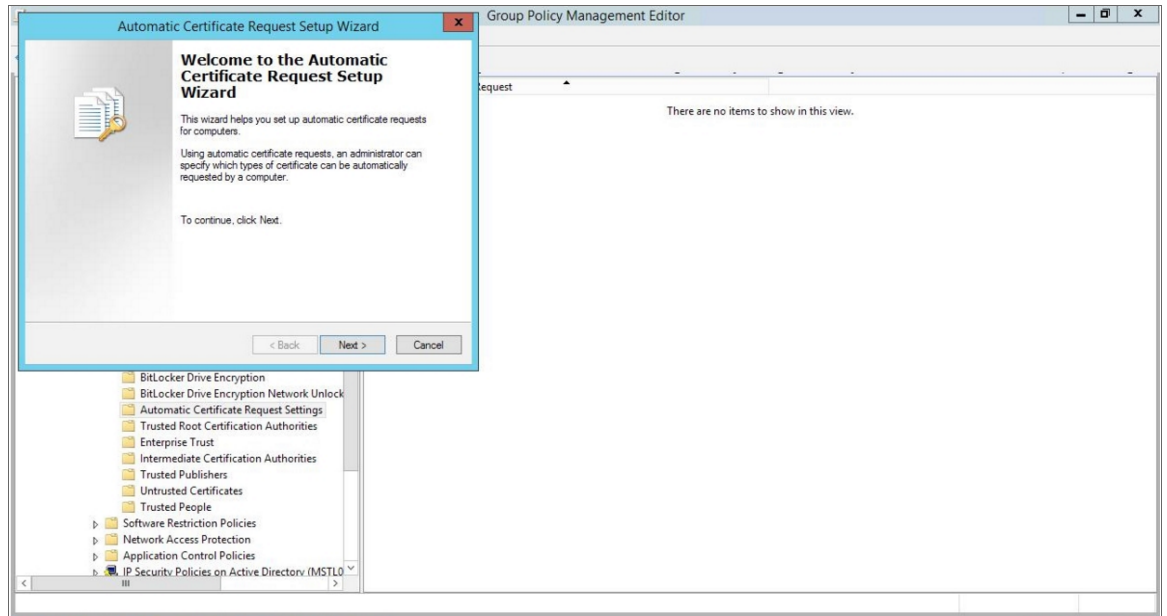 Group Policy Management Editor
Automatic Certificate Request Setup Wizard
x
Welcome to the Automatic
Certificate Request Setup
Wizard
This wizard helps you set up automatic certificate requests
for computers.
Using automatic certificate requests, an administrator can
specify which types of certificate can be automatically
requested by a computer.
To continue, click Next.
< Back Next > Cancel
There are no items to show in this view.
BitLocker Drive Encryption
BitLocker Drive Encryption Network Unlock
Automatic Certificate Request Settings
Trusted Root Certification Authorities
Enterprise Trust
Intermediate Certification Authorities
Trusted Publishers
Untrusted Certificates
Trusted People
Software Restriction Policies
Network Access Protection
Application Control Policies
IP Security Policies on Active Directory (MSTL0